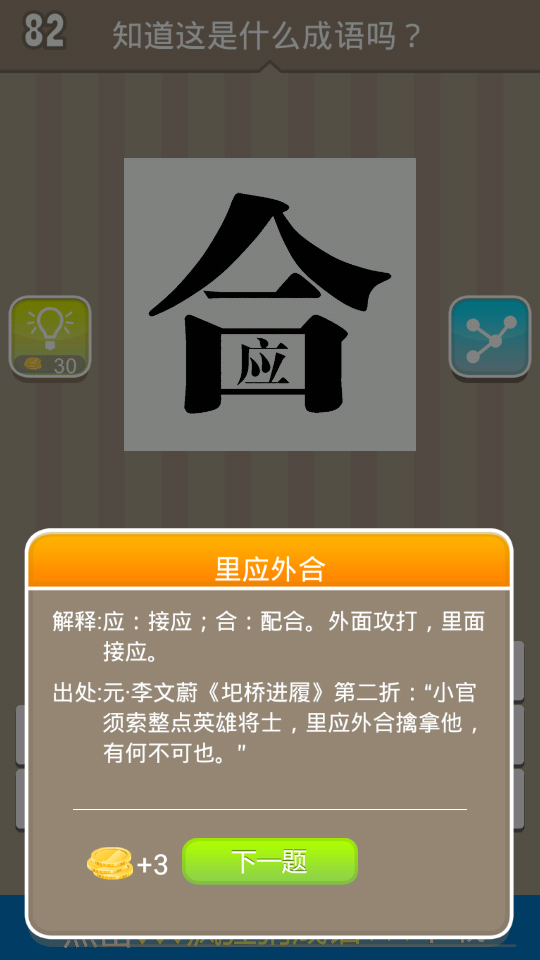 82
知道这是什么成语吗？
合
应
30
里应外合
解释:应：接应；合：配合。外面攻打，里面
接应。
出处:元·李文蔚《圯桥进履》第二折：“小官
须索整点英雄将士，里应外合擒拿他，
有何不可也。”
+3
下一题